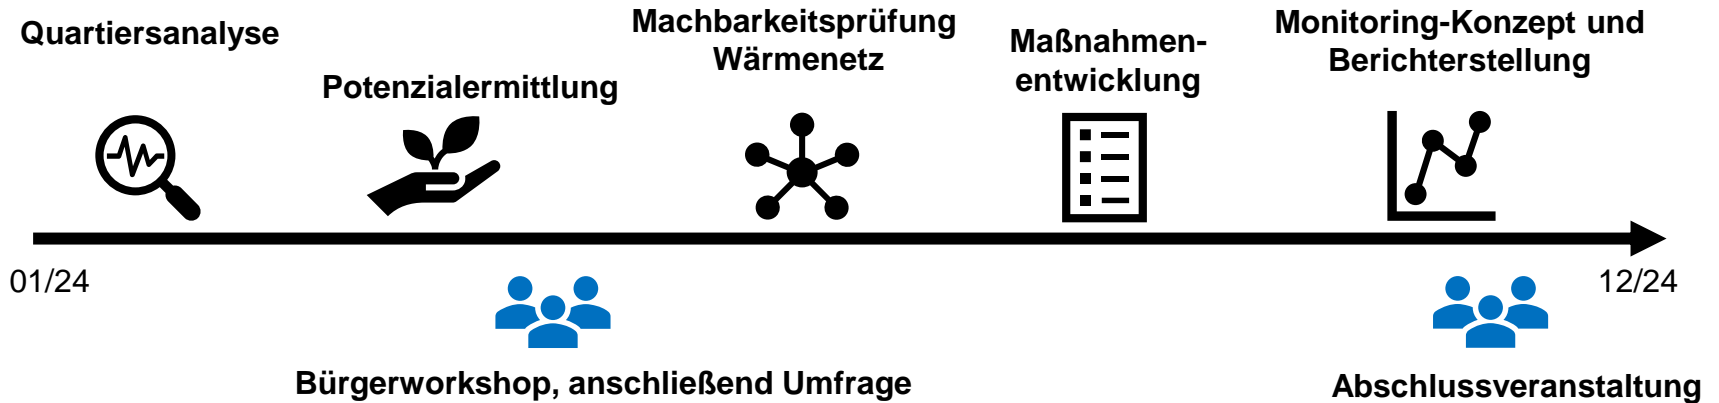 Quartiersanalyse
Potenzialermittlung
Machbarkeitsprüfung
Wärmenetz
Maßnahmen-
entwicklung
Monitoring-Konzept und
Berichterstellung
01/24
12/24
Bürgerworkshop, anschließend Umfrage
Abschlussveranstaltung